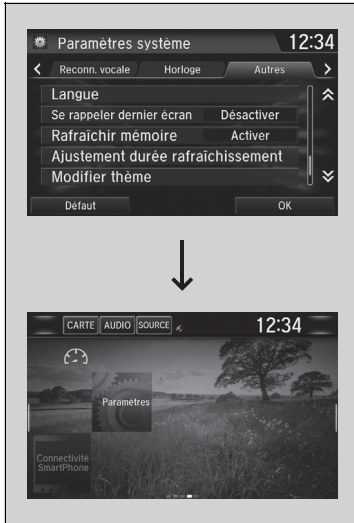 Paramètres système 12:34
Reconn. vocale Horloge Autres
Langue
Se rappeler dernier écran Désactiver
Rafraîchir mémoire Activer
Ajustement durée rafraîchissement
Modifier thème
Défaut OK
CARTE AUDIO SOURCE 12:34
Paramètres
Connectivité
SmartPhone